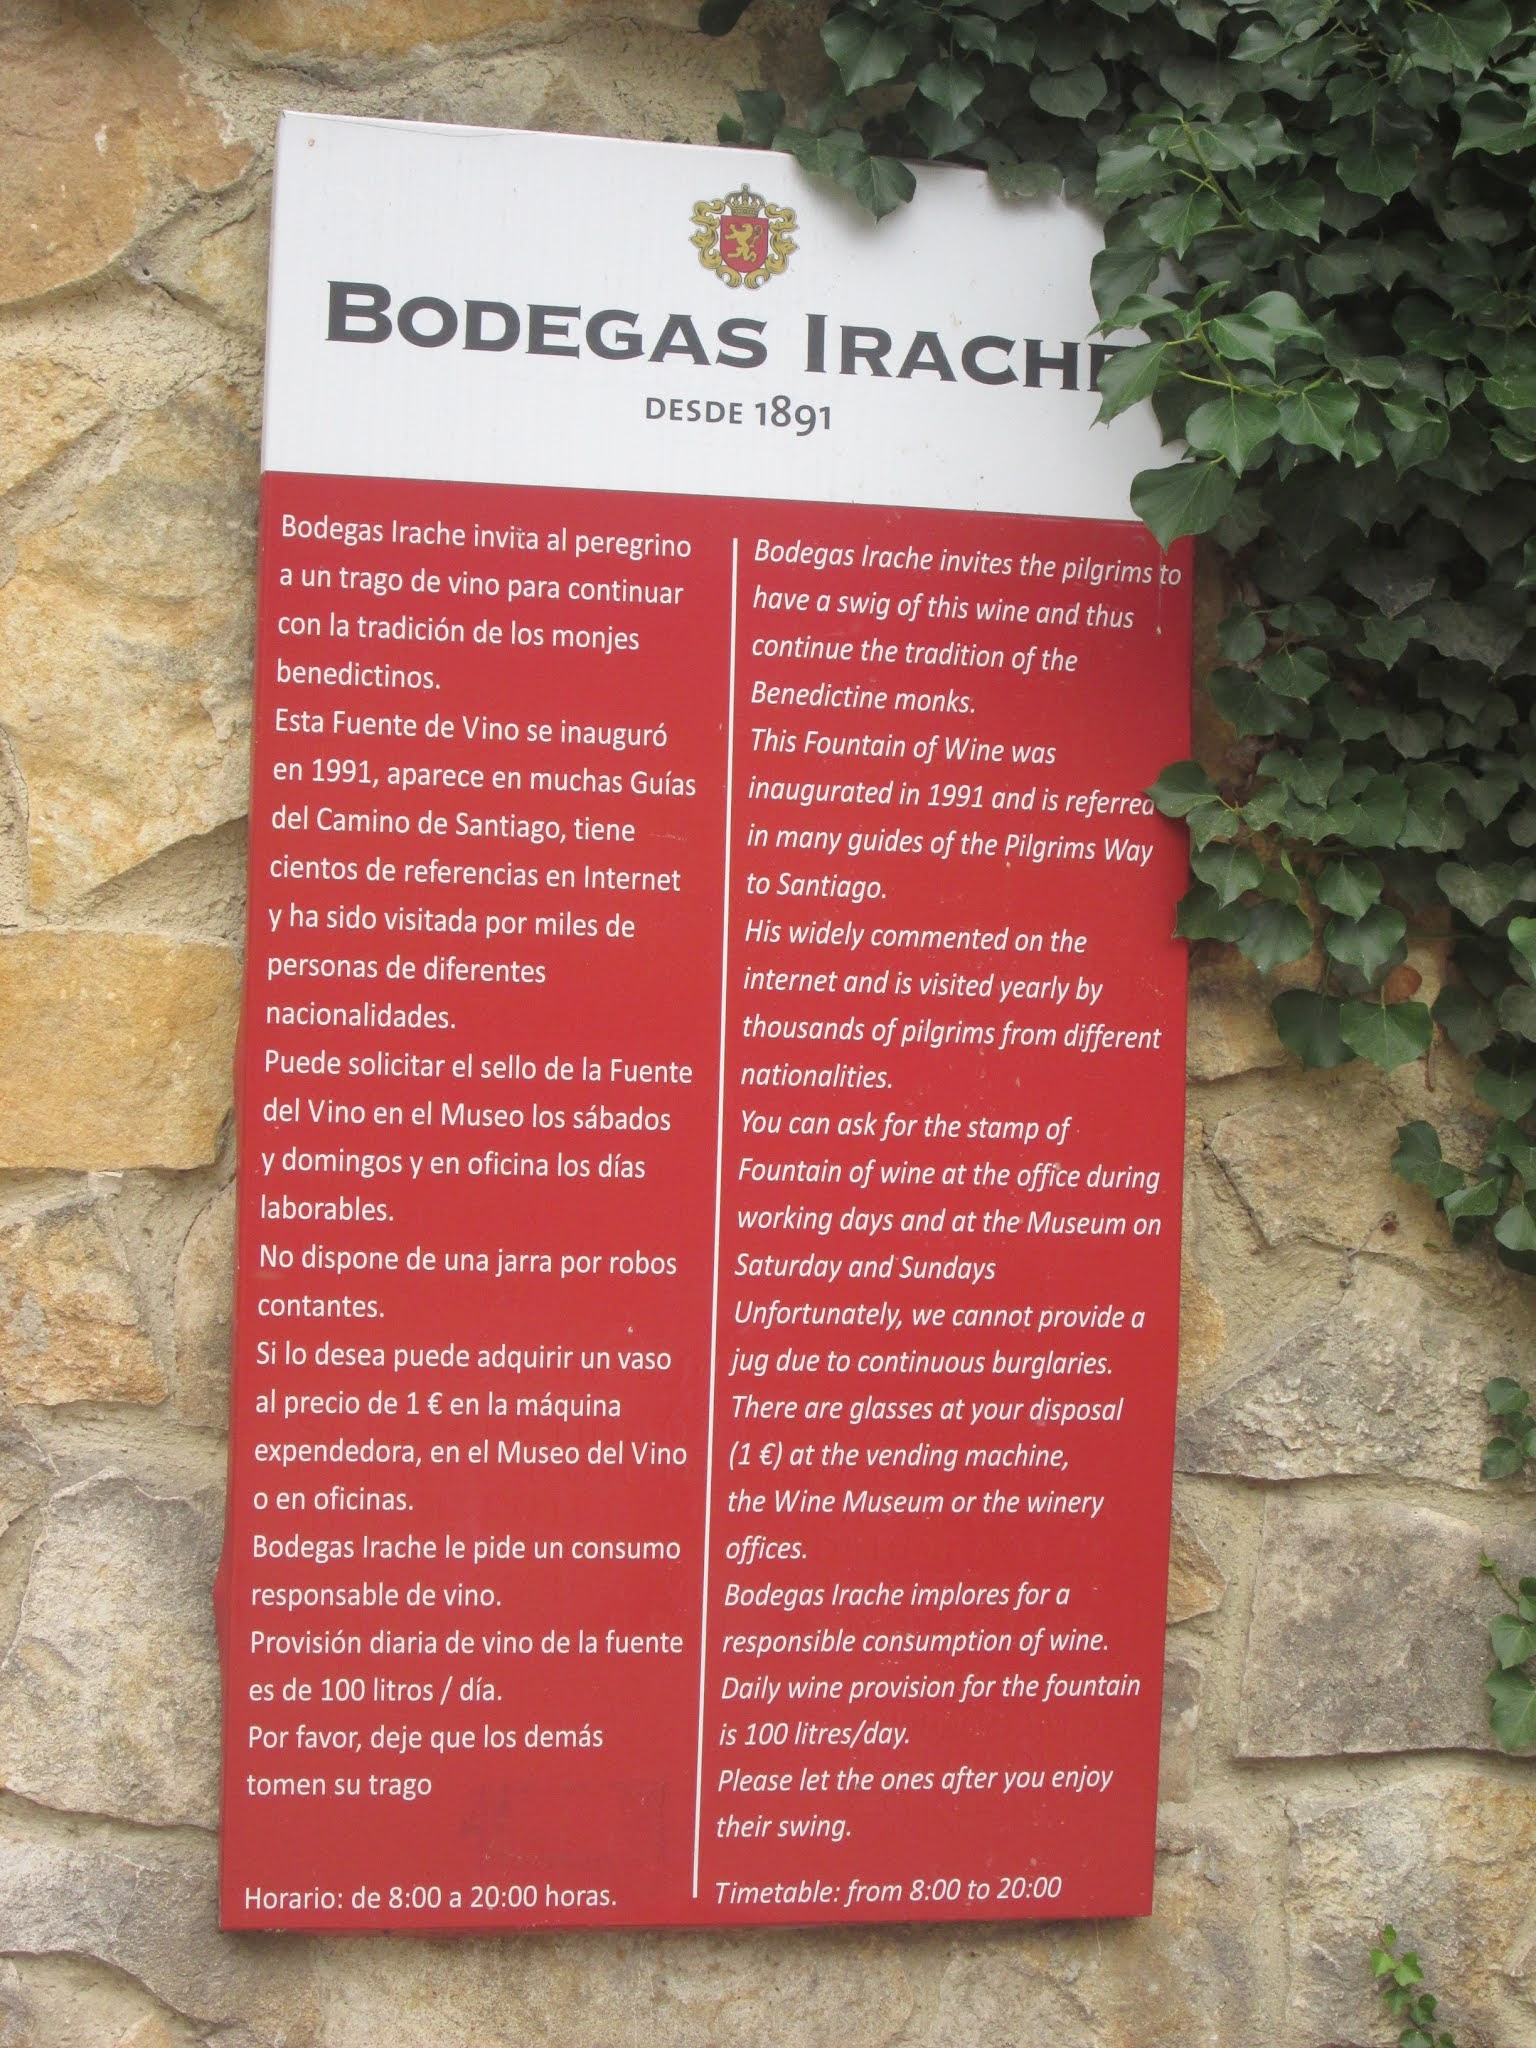 BODEGAS IRACHE
DESDE 1891
Bodegas Irache invita al peregrino
a un trago de vino para continuar
con la tradición de los monjes
benedictinos.
Esta Fuente de Vino se inauguró
en 1991, aparece en muchas Guías
del Camino de Santiago, tiene
cientos de referencias en Internet
y ha sido visitada por miles de
personas de diferentes
nacionalidades.
Puede solicitar el sello de la Fuente
del Vino en el Museo los sábados
y domingos y en oficina los días
laborables.
No dispone de una jarra por robos
contantes.
Si lo desea puede adquirir un vaso
al precio de 1 € en la máquina
expendedora, en el Museo del Vino
o en oficinas.
Bodegas Irache le pide un consumo
responsable de vino.
Provisión diaria de vino de la fuente
es de 100 litros / día.
Por favor, deje que los demás
tomen su trago
Horario: de 8:00 a 20:00 horas.
Bodegas Irache invites the pilgrims to
have a swig of this wine and thus
continue the tradition of the
Benedictine monks.
This Fountain of Wine was
inaugurated in 1991 and is referred
in many guides of the Pilgrims Way
to Santiago.
His widely commented on the
internet and is visited yearly by
thousands of pilgrims from different
nationalities.
You can ask for the stamp of
Fountain of wine at the office during
working days and at the Museum on
Saturday and Sundays
Unfortunately, we cannot provide a
jug due to continuous burglaries.
There are glasses at your disposal
(1 €) at the vending machine,
the Wine Museum or the winery
offices.
Bodegas Irache implores for a
responsible consumption of wine.
Daily wine provision for the fountain
is 100 litres/day.
Please let the ones after you enjoy
their swing.
Timetable: from 8:00 to 20:00